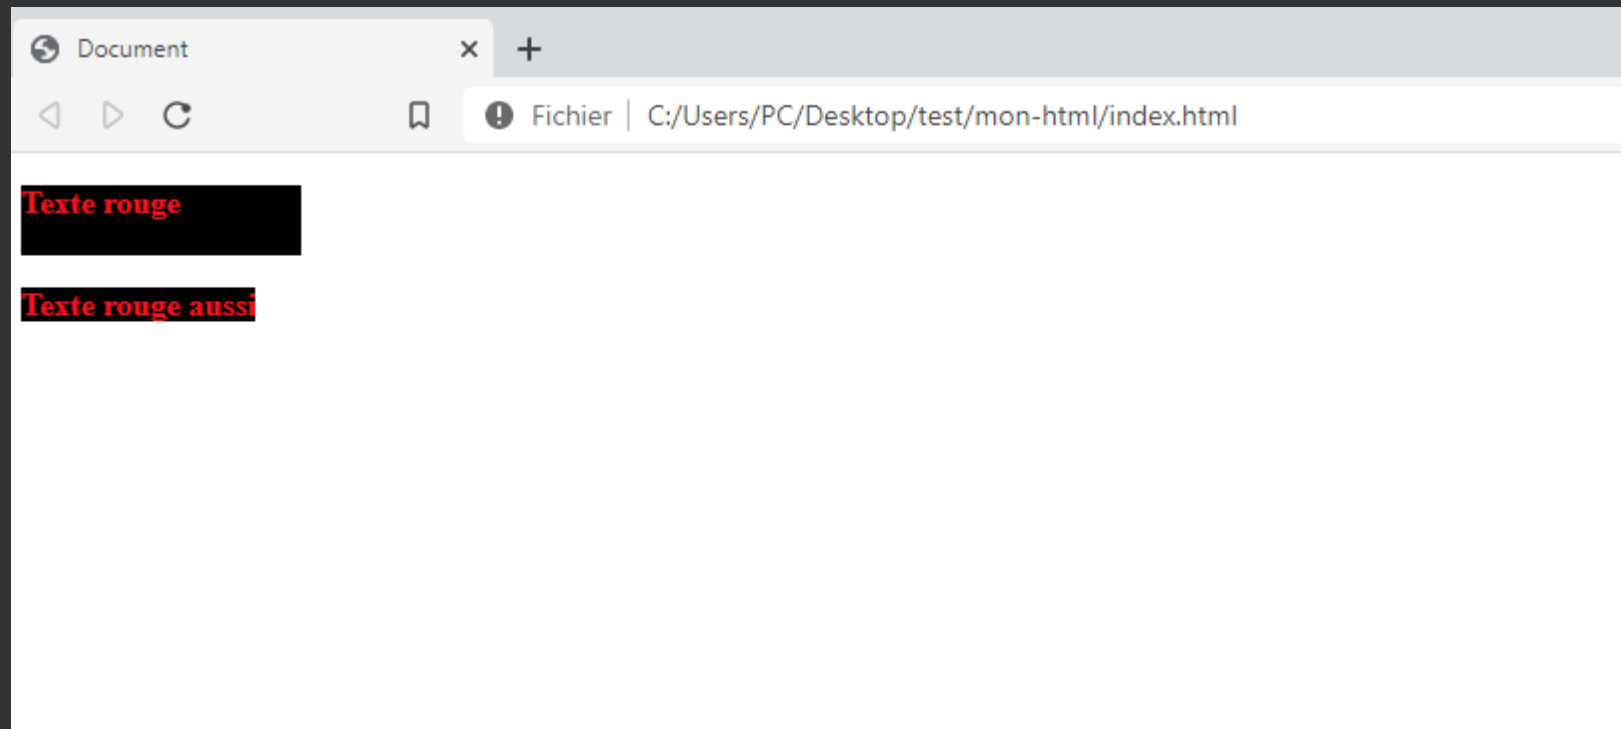 Document
Fichier C:/Users/PC/Desktop/test/mon-html/index.html
Texte rouge
Texte rouge aussi